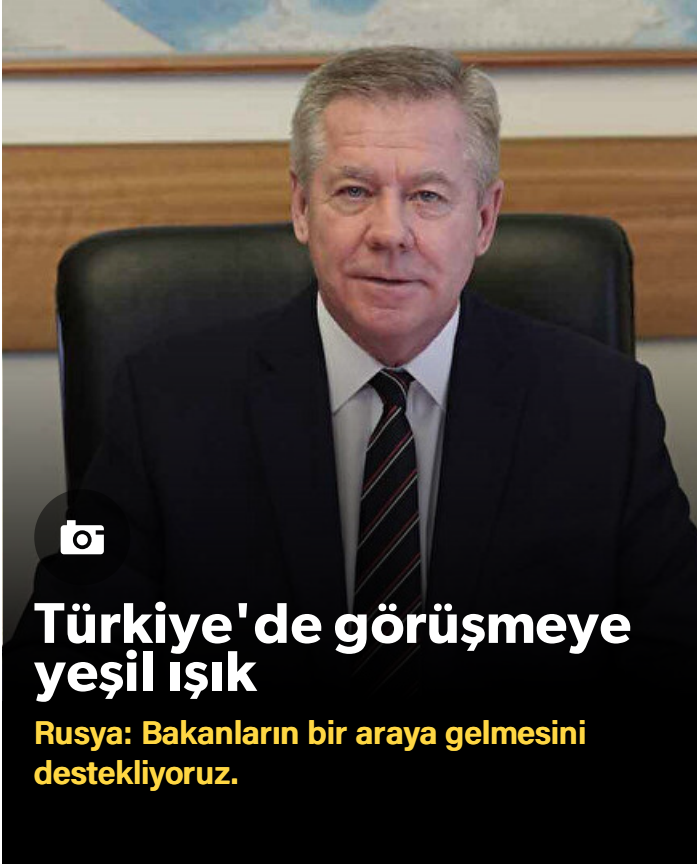 Türkiye'de görüşmeye
yeşil ışık
Rusya: Bakanların bir araya gelmesini
destekliyoruz.